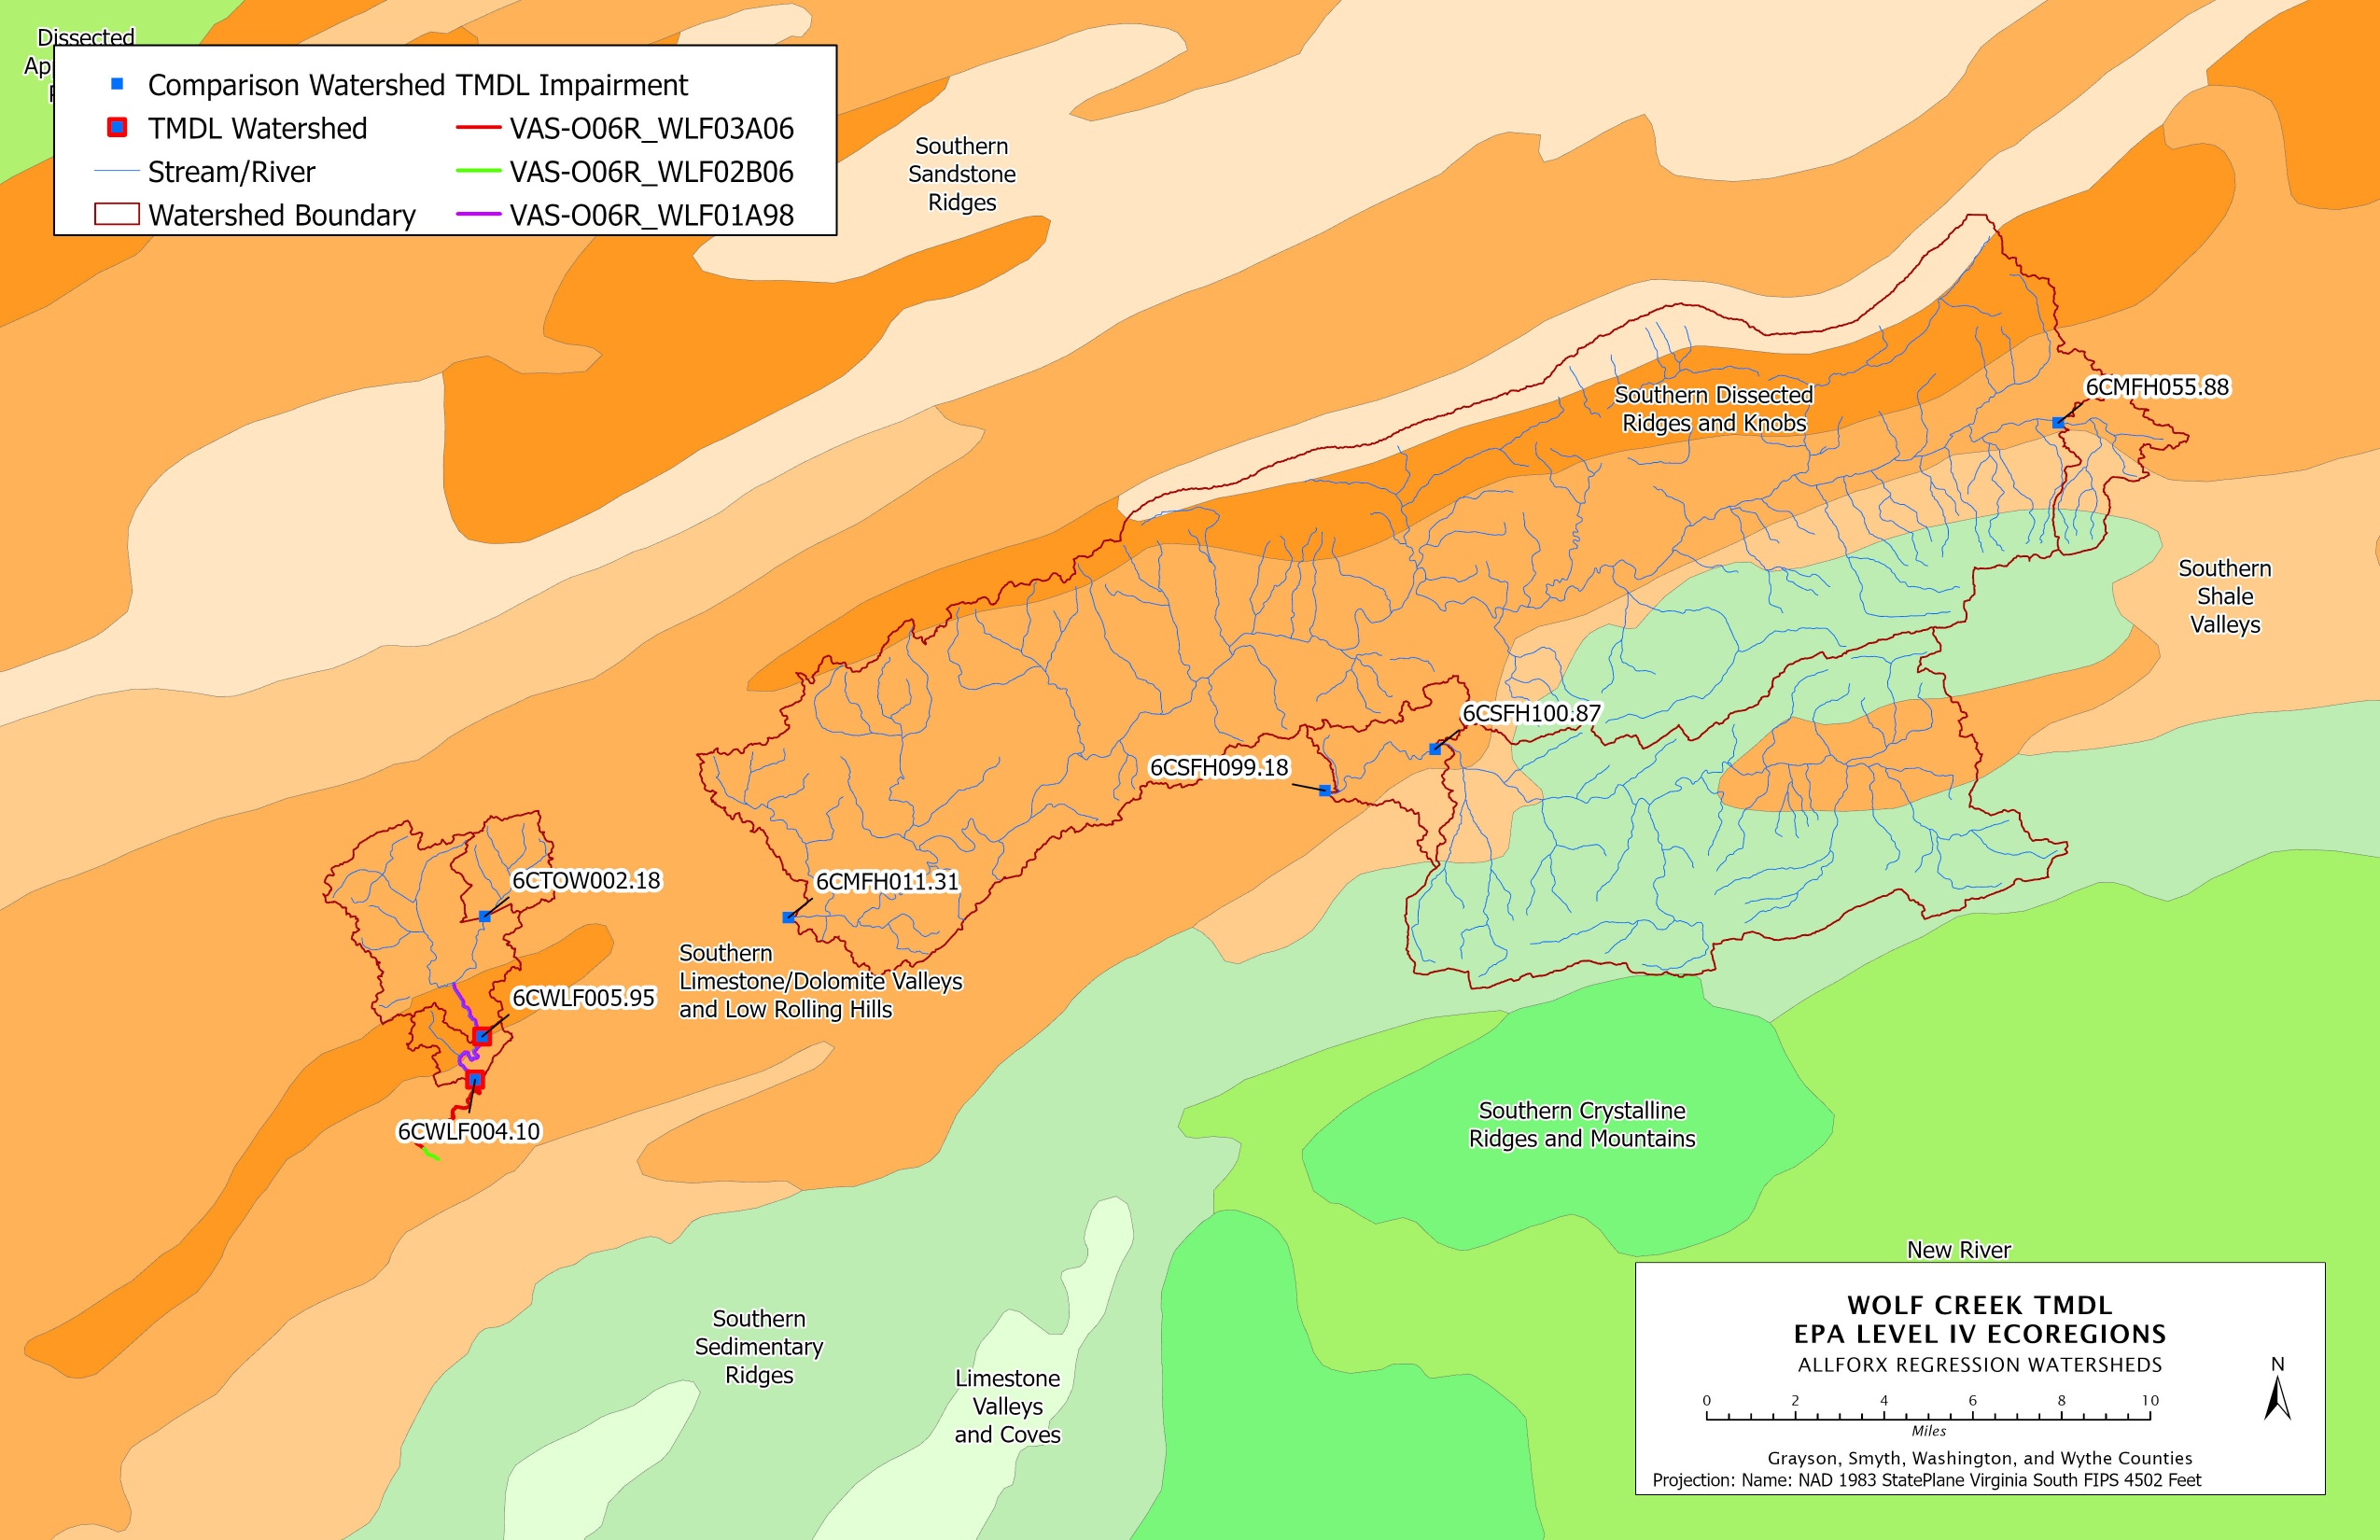 Dissected
Comparison Watershed
TMDL Watershed
Stream/River
Watershed Boundary
TMDL Impairment
VAS-O06R_WLF03A06
VAS-O06R_WLF02B06
VAS-O06R_WLF01A98
Southern
Sandstone
Ridges
Southern Dissected
Ridges and Knobs
6CMFH055.88
Southern
Shale
Valleys
6CSFH100.87
6CSFH099.18
6CTOW002.18
6CMFH011.31
Southern
Limestone/Dolomite Valleys
and Low Rolling Hills
6CWLF005.95
6CWLF004.10
Southern Crystalline
Ridges and Mountains
New River
Southern
Sedimentary
Ridges
Limestone
Valleys
and Coves
WOLF CREEK TMDL
EPA LEVEL IV ECOREGIONS
ALLFORX REGRESSION WATERSHEDS
N
0 2 4 6 8 10
Miles
Grayson, Smyth, Washington, and Wythe Counties
Projection: Name: NAD 1983 StatePlane Virginia South FIPS 4502 Feet